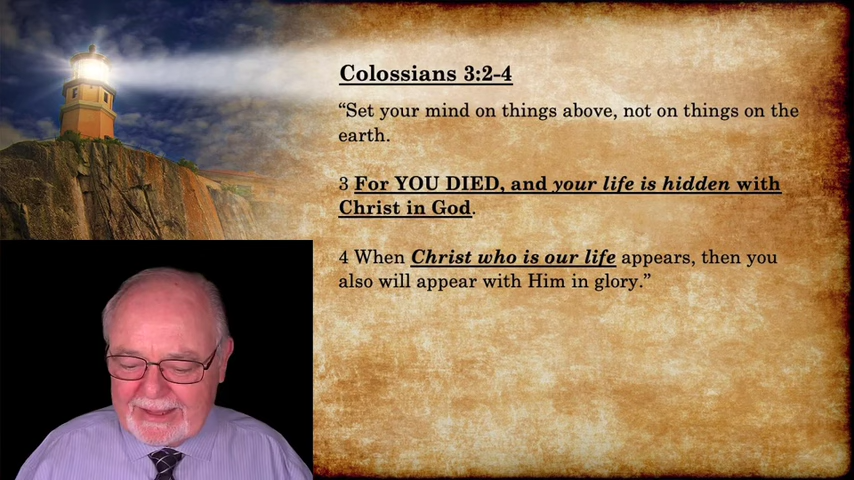 Colossians 3:2-4
“Set your mind on things above, not on things on the
earth.
3 For YOU DIED, and your life is hidden with
Christ in God.
4 When Christ who is our life appears, then you
also will appear with Him in glory.”